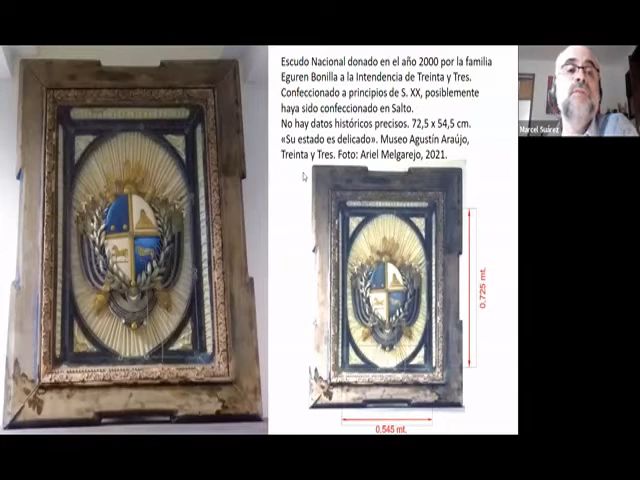 Escudo Nacional donado en el año 2000 por la familia
Eguren Bonilla a la Intendencia de Treinta y Tres.
Confeccionado a principios de S. XX, posiblemente
haya sido confeccionado en Salto.
No hay datos históricos precisos. 72,5 x 54,5 cm.
«Su estado es delicado». Museo Agustín Araújo,
Treinta y Tres. Foto: Ariel Melgarejo, 2021.
0.725 mt.
0.545 mt.
Marcel Suárez